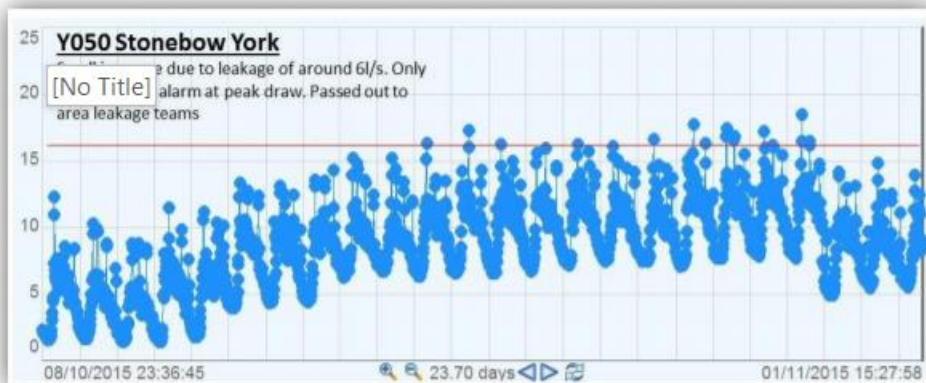 25
Y050 Stonebow York
due to leakage of around 6l/s. Only
[No Title]
20
alarm at peak draw. Passed out to
area leakage teams
15
10
5
0
08/10/2015 23:36:45
23.70 days
01/11/2015 15:27:58